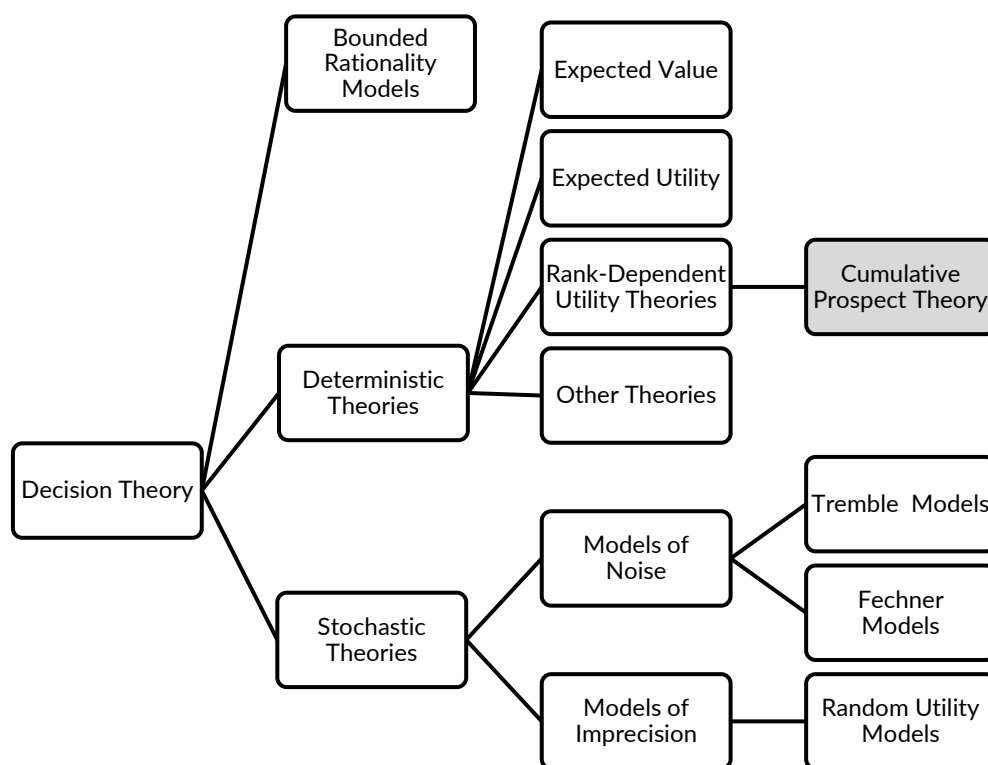 Bounded
Rationality
Models
Expected Value
Expected Utility
Rank-Dependent
Utility Theories
Cumulative
Prospect Theory
Deterministic
Theories
Other Theories
Decision Theory
Tremble  Models
Models of
Noise
Fechner
Models
Stochastic
Theories
Models of
Imprecision
Random Utility
Models